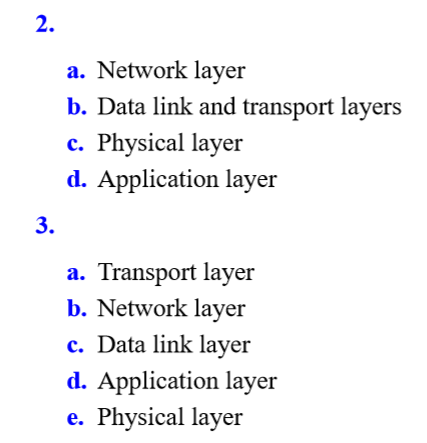 2.
a. Network layer
b. Data link and transport layers
c. Physical layer
d. Application layer
3.
a. Transport layer
b. Network layer
c. Data link layer
d. Application layer
e. Physical layer